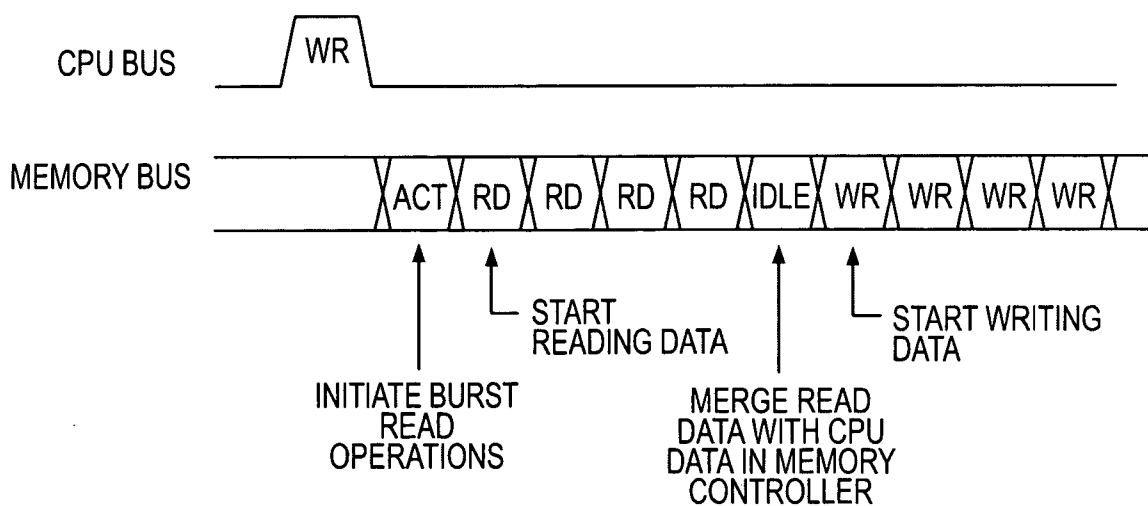 CPU BUS
WR
MEMORY BUS
ACT RD RD RD RD IDLE WR WR WR WR
START
READING DATA
START WRITING
DATA
INITIATE BURST
READ
OPERATIONS
MERGE READ
DATA WITH CPU
DATA IN MEMORY
CONTROLLER